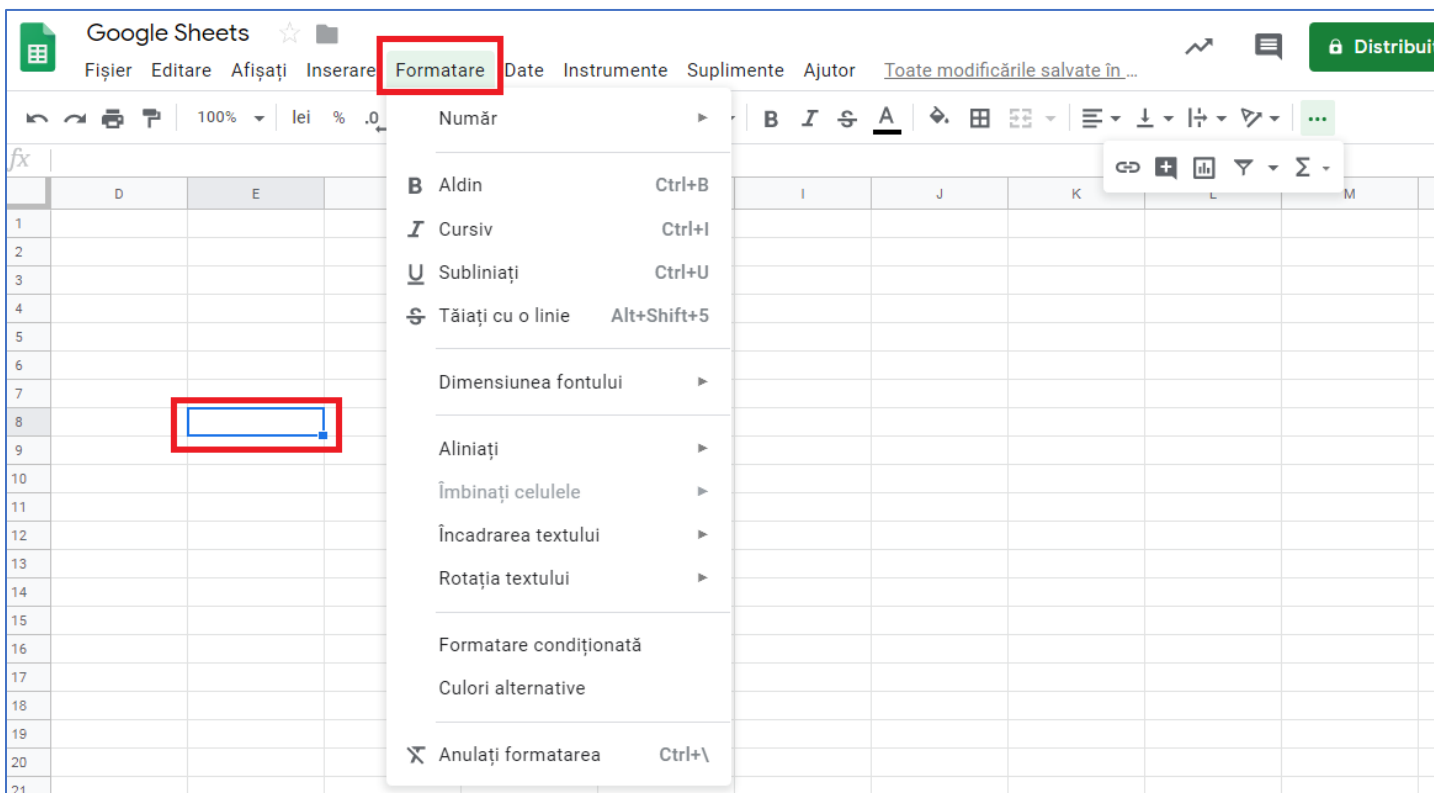 Google Sheets
Fișier Editare Afișați Inserare Formatare Date Instrumente Suplimente Ajutor Toate modificările salvate în ...
Distribui
100% lei % .0 B I S A
fx
D E I J K L M
Număr
B Aldin Ctrl+B
I Cursiv Ctrl+I
U Subliniați Ctrl+U
S Tăiați cu o linie Alt+Shift+5
Dimensiunea fontului
Aliniați
Îmbinați celulele
Încadrarea textului
Rotația textului
Formatare condiționată
Culori alternative
Anulați formatarea Ctrl+\
1
2
3
4
5
6
7
8
9
10
11
12
13
14
15
16
17
18
19
20
21